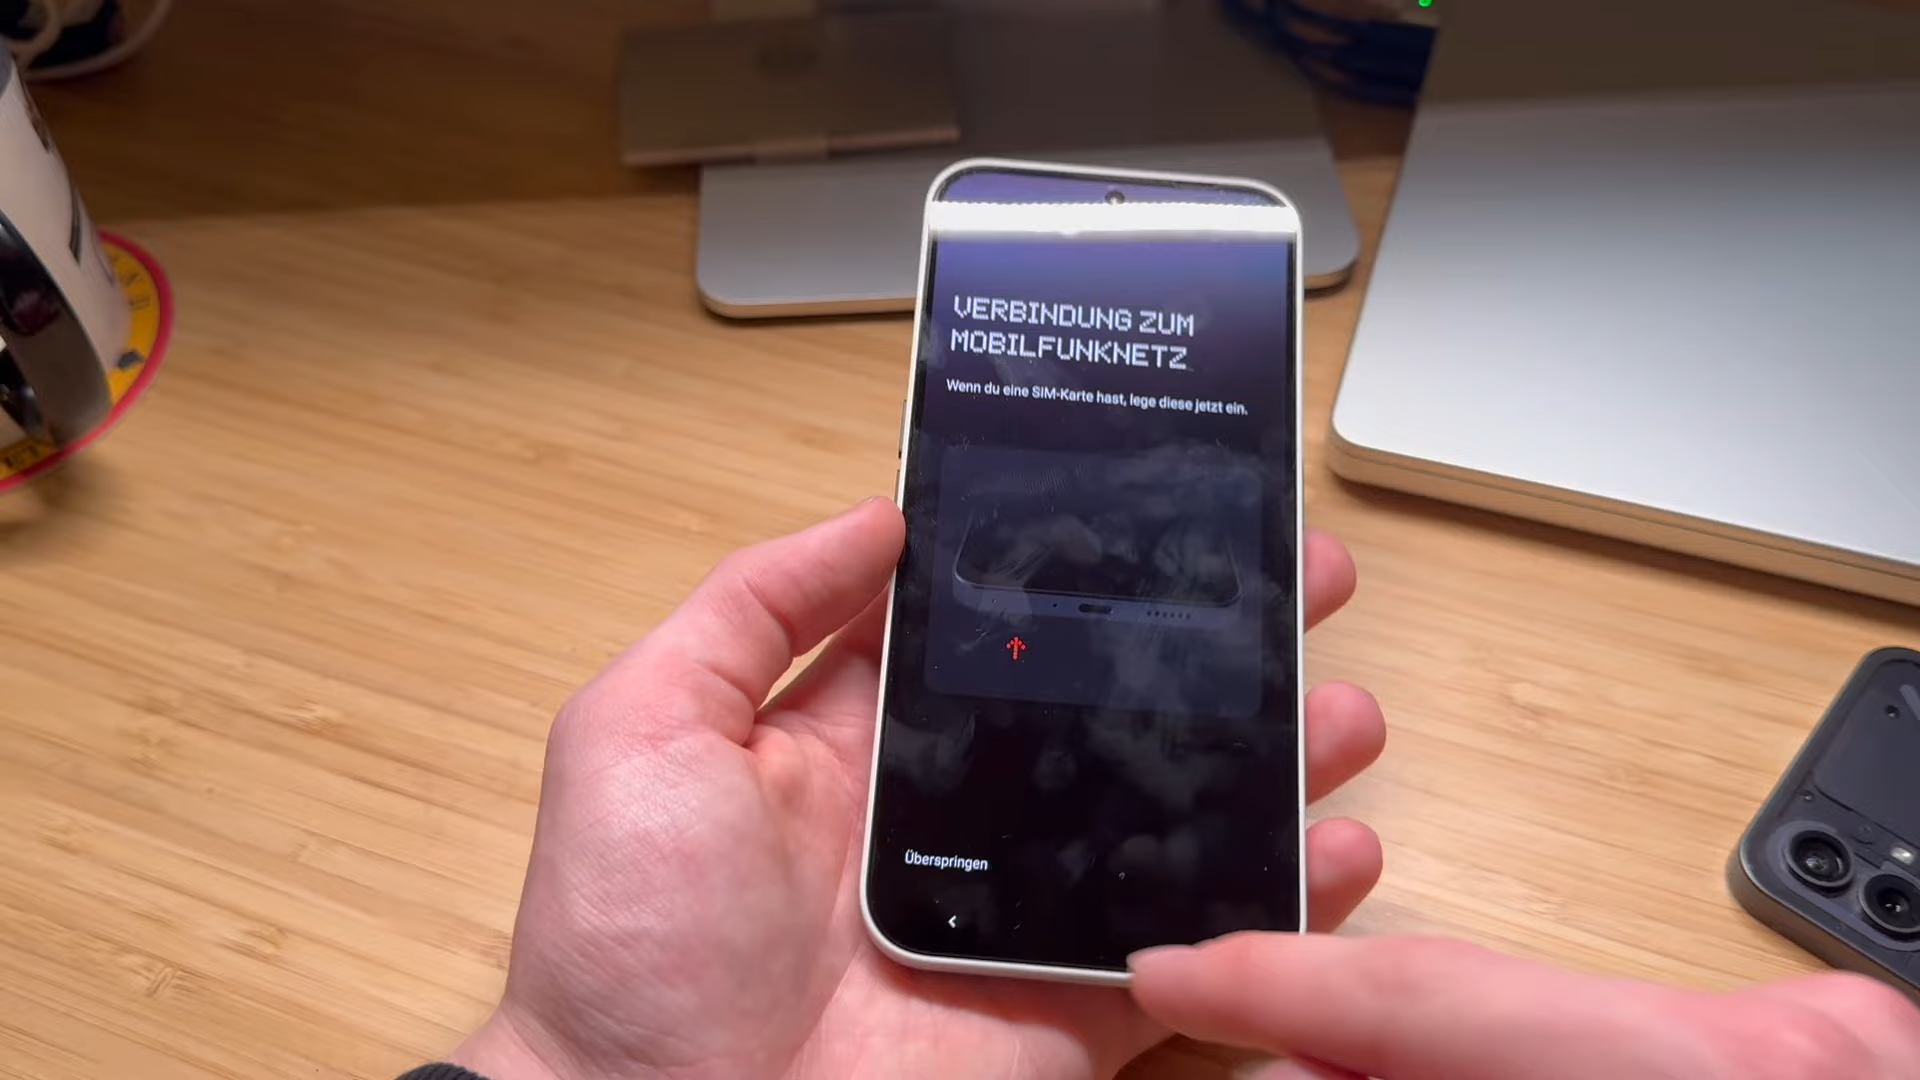 VERBINDUNG ZUM
MOBILFUNKNETZ
Wenn du eine SIM-Karte hast, lege diese jetzt ein.
Überspringen